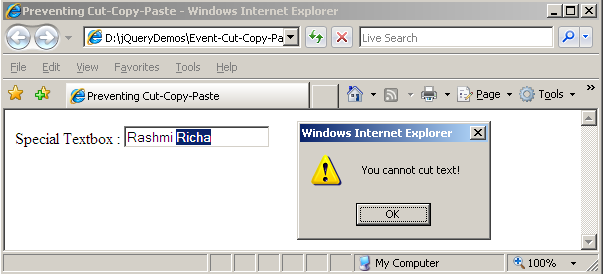 Preventing Cut-Copy-Paste - Windows Internet Explorer
D:\jQueryDemos\Event-Cut-Copy-Pa
Live Search
File Edit View Favorites Tools Help
Preventing Cut-Copy-Paste
Page Tools
Special Textbox : Rashmi Richa
Windows Internet Explorer
You cannot cut text!
OK
My Computer
100%